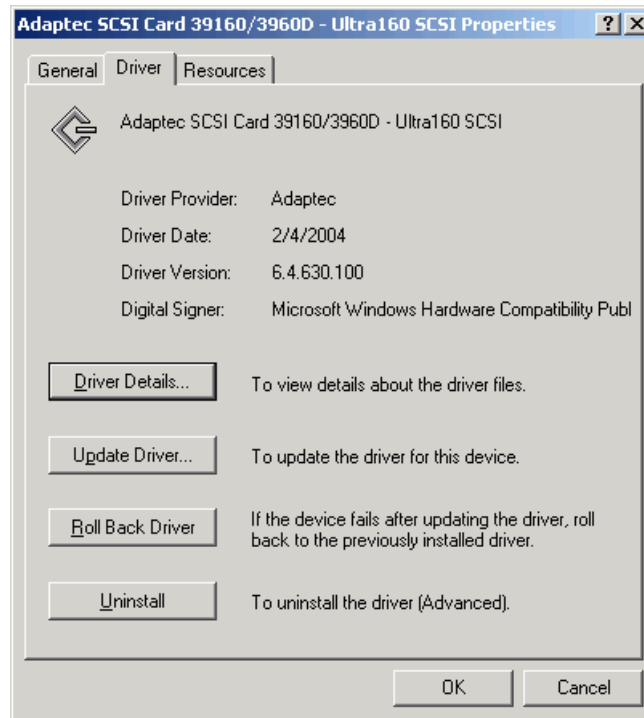 Adaptec SCSI Card 39160/3960D - Ultra160 SCSI Properties
General
Driver
Resources
Adaptec SCSI Card 39160/3960D - Ultra160 SCSI
Driver Provider: Adaptec
Driver Date: 2/4/2004
Driver Version: 6.4.630.100
Digital Signer: Microsoft Windows Hardware Compatibility Publ
Driver Details... To view details about the driver files.
Update Driver... To update the driver for this device.
Roll Back Driver If the device fails after updating the driver, roll
back to the previously installed driver.
Uninstall To uninstall the driver (Advanced).
OK
Cancel